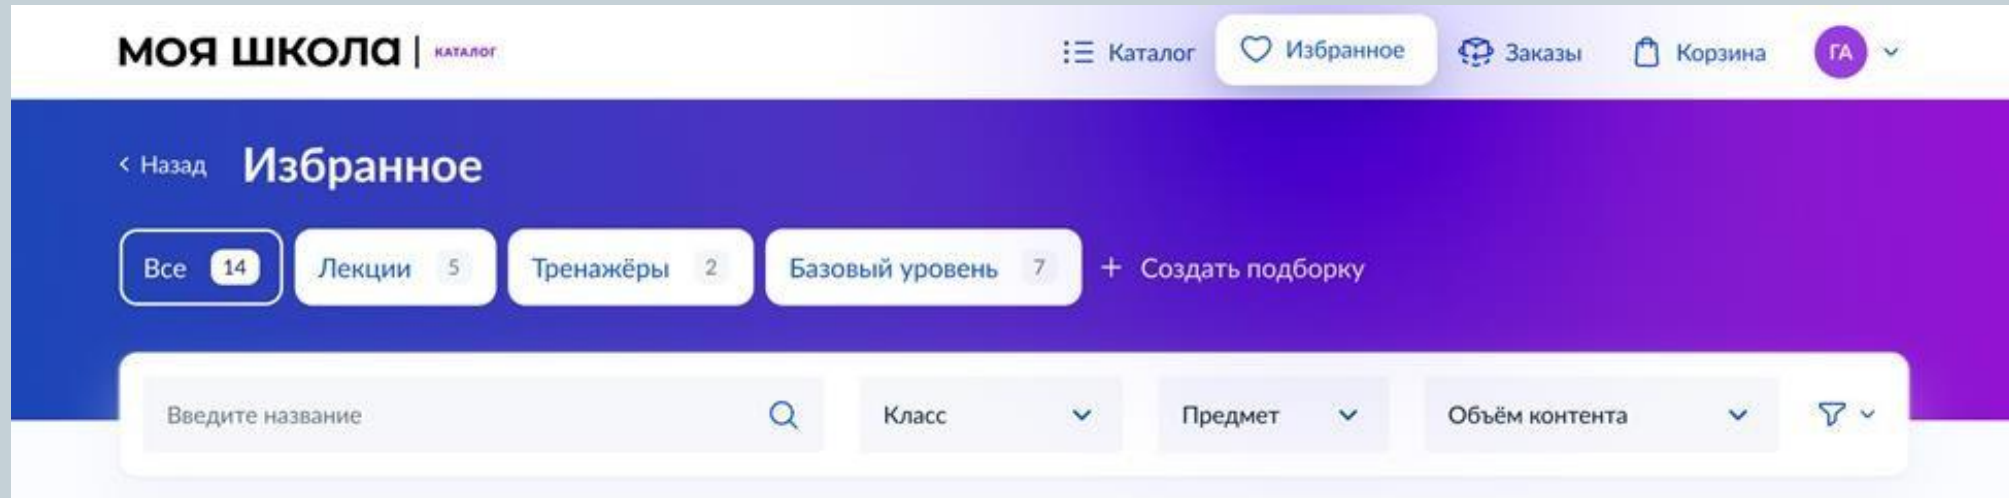 МОЯ ШКОЛА | КАТАЛОГ
Каталог Избранное Заказы Корзина ГА
Назад Избранное
Все 14 Лекции 5 Тренажёры 2 Базовый уровень 7 + Создать подборку
Введите название Класс Предмет Объём контента